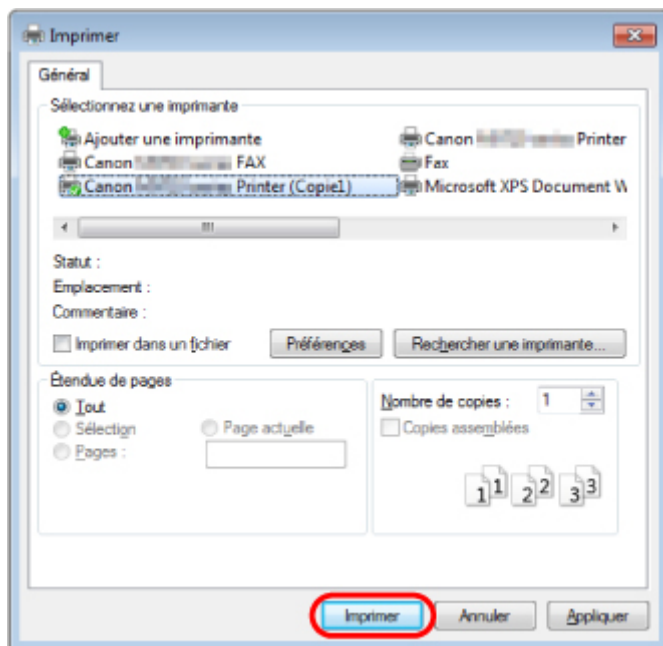 Imprimer
Général
Sélectionnez une imprimante
Ajouter une imprimante
Canon Printer
Canon FAX
Fax
Canon Printer (Copie1)
Microsoft XPS Document W
Statut :
Emplacement :
Commentaire :
Imprimer dans un fichier
Préférences
Rechercher une imprimante...
Étendue de pages
Tout
Sélection
Page actuelle
Pages :
Nombre de copies : 1
Copies assemblées
1 1 2 2 3 3
Imprimer
Annuler
Appliquer